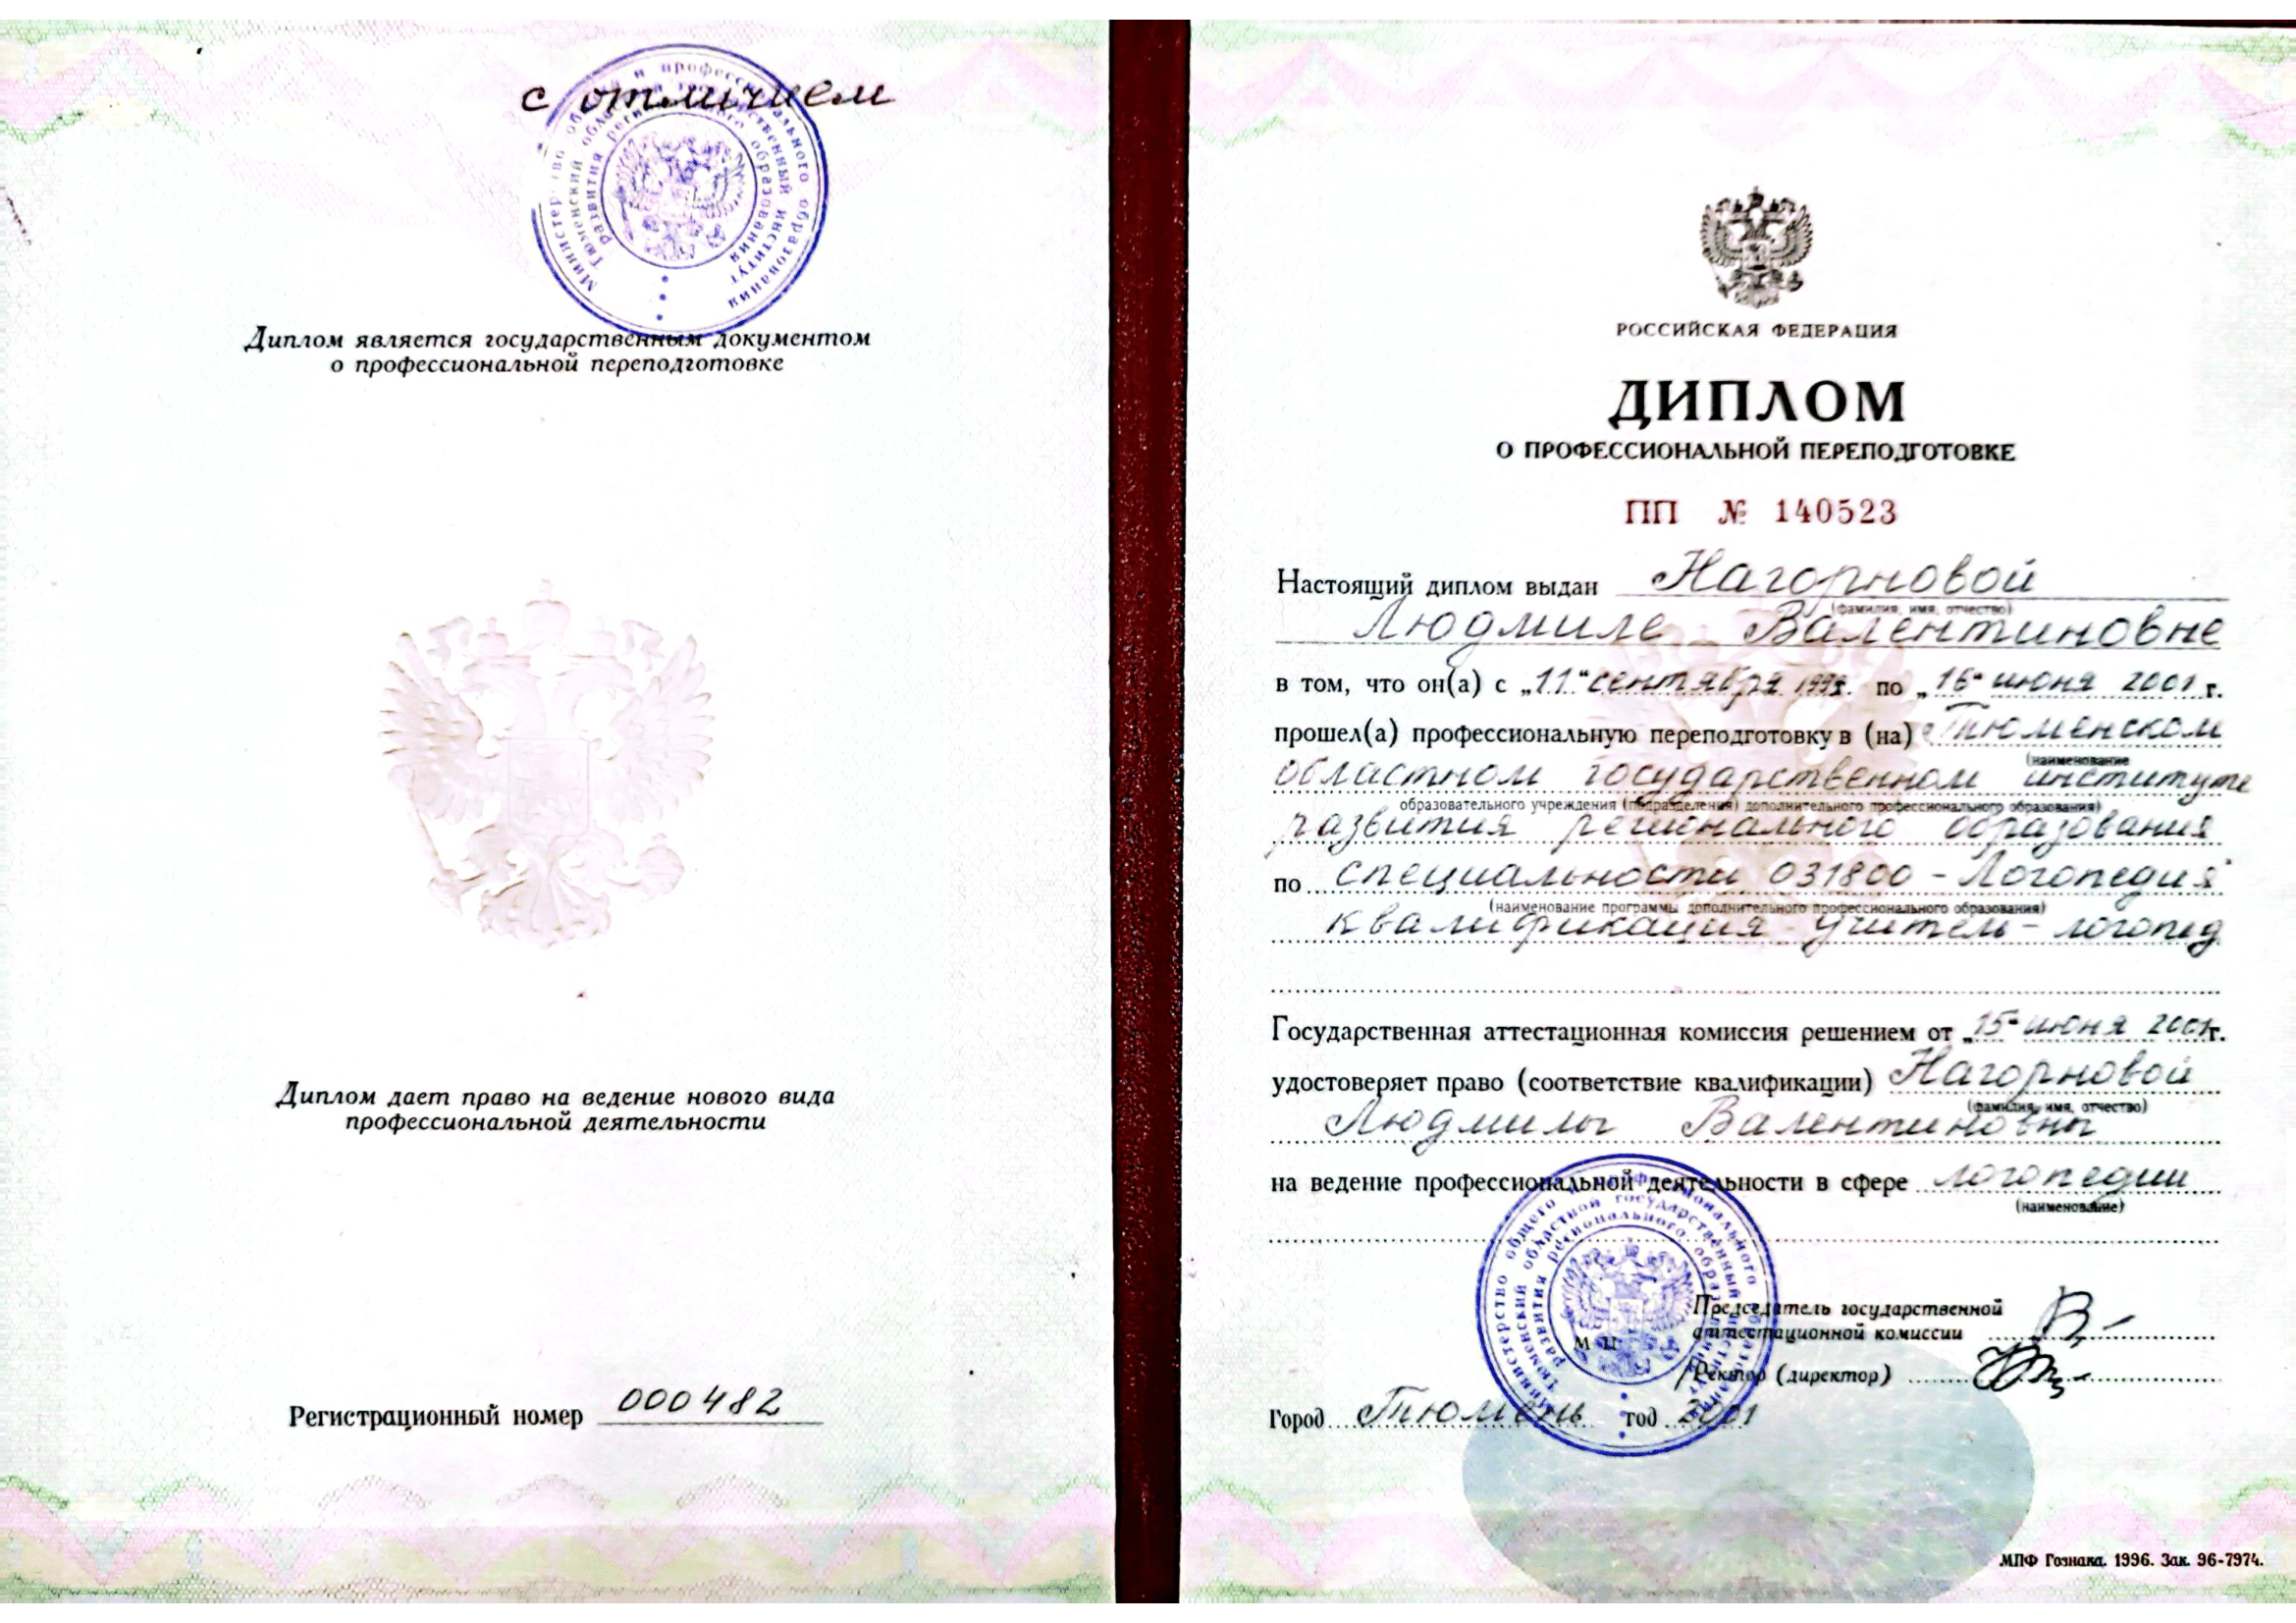 с отличием
Министерство общего и профессионального образования
Тюменский областной государственный институт
развития регионального образования
Диплом является государственным документом
о профессиональной переподготовке
Диплом дает право на ведение нового вида
профессиональной деятельности
Регистрационный номер 000482
РОССИЙСКАЯ ФЕДЕРАЦИЯ
ДИПЛОМ
О ПРОФЕССИОНАЛЬНОЙ ПЕРЕПОДГОТОВКЕ
ПП № 140523
Настоящий диплом выдан Нагорновой
(фамилия, имя, отчество)
Людмиле Валентиновне
в том, что он(а) с „11“ сентября г. по „16“ июня 2001 г.
прошел(а) профессиональную переподготовку в (на) Тюменском
(наименование
областном государственном институте
образовательного учреждения (подразделения) дополнительного профессионального образования)
развития регионального образования
по специальности 031800 - Логопедия
(наименование программы дополнительного профессионального образования)
квалификация учитель - логопед
Государственная аттестационная комиссия решением от „15“ июня 2001г.
удостоверяет право (соответствие квалификации) Нагорновой
(фамилия, имя, отчество)
Людмилы Валентиновны
на ведение профессиональной деятельности в сфере логопедии
(наименование)
Министерство общего и профессионального образования
Тюменский областной государственный институт
развития регионального образования
М П
Председатель государственной
аттестационной комиссии
Ректор (директор)
Город Тюмень год 2001
МПФ Гознака. 1996. Зак. 96-7974.